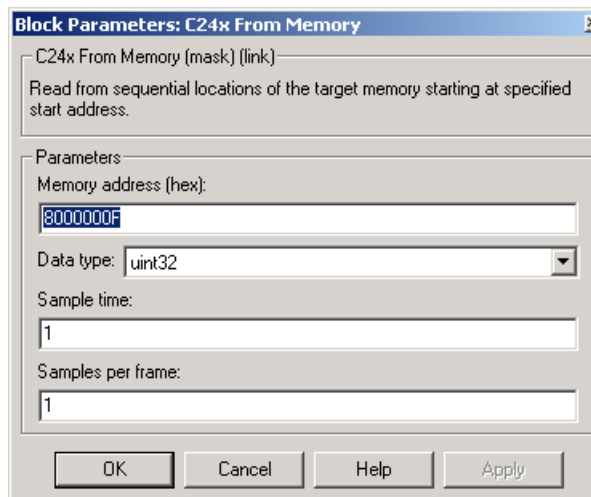 Block Parameters: C24x From Memory
C24x From Memory (mask) (link)
Read from sequential locations of the target memory starting at specified
start address.
Parameters
Memory address (hex):
8000000F
Data type: uint32
Sample time:
1
Samples per frame:
1
OK Cancel Help Apply